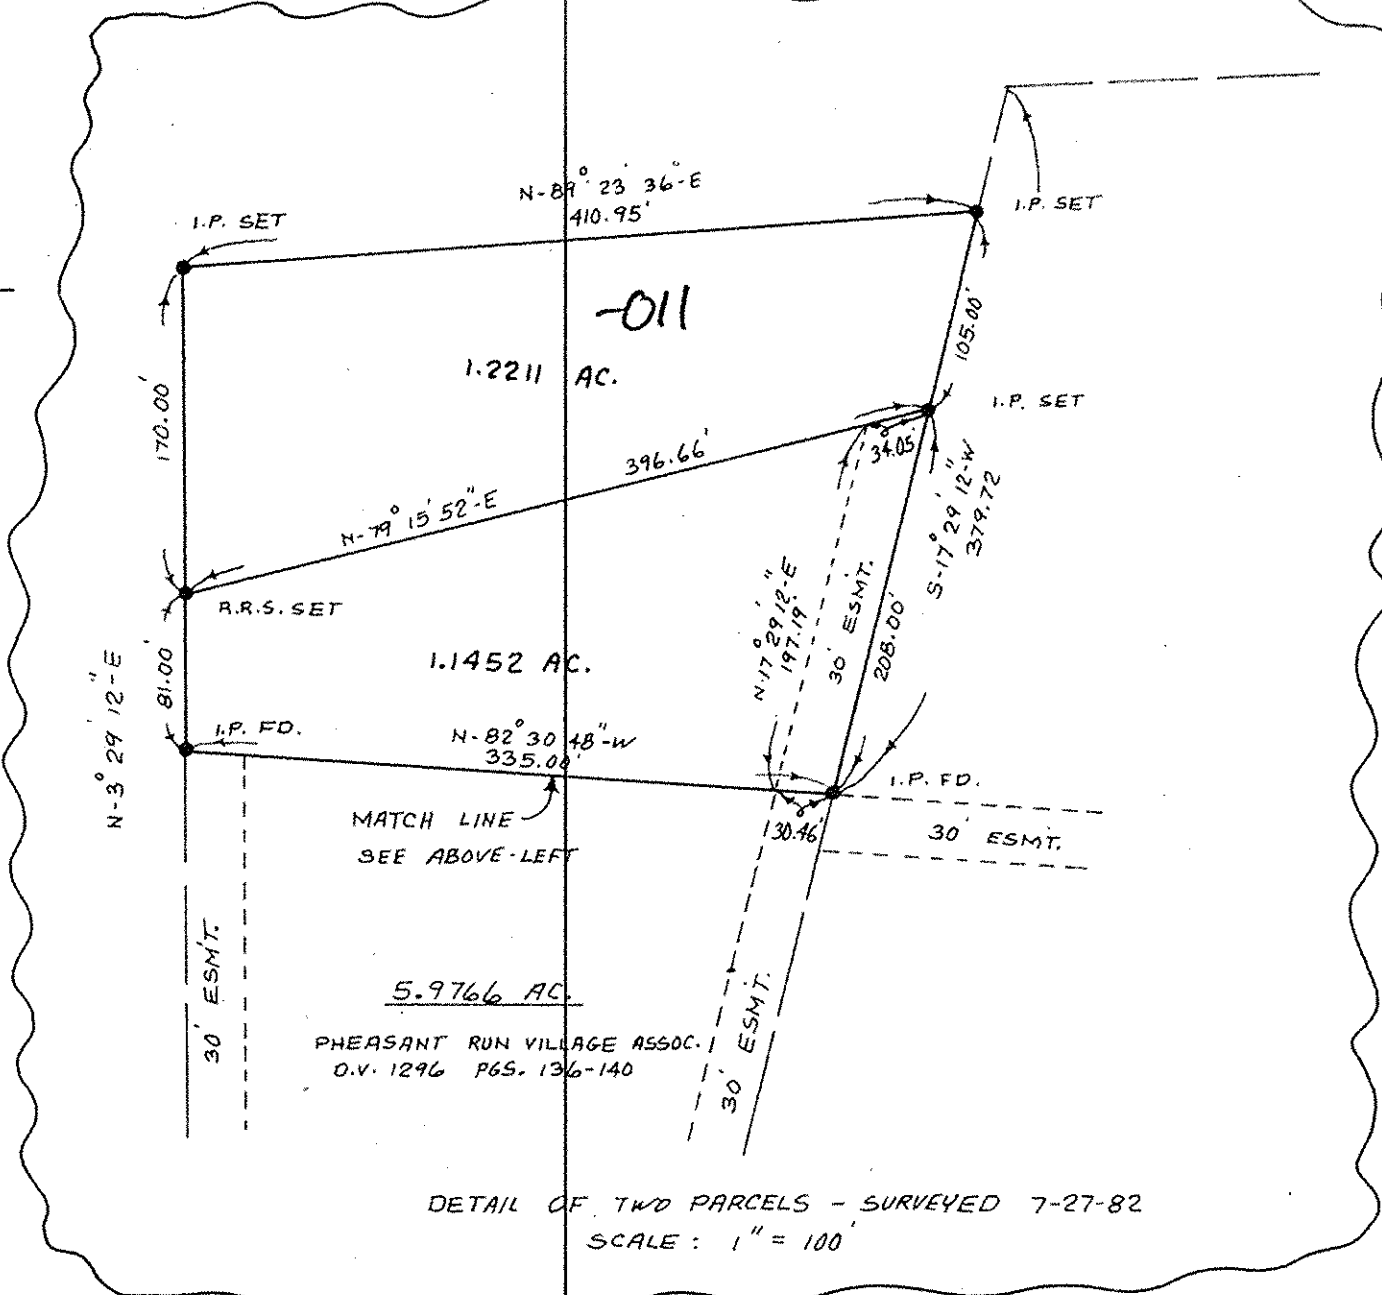 N-89° 23' 36"-E
410.95'
I.P. SET
I.P. SET
-011
105.00'
1.2211 AC.
170.00'
I.P. SET
34.05'
396.66'
N-79° 15' 52"-E
S-17° 29' 12"-W
379.72
R.R.S. SET
N-17° 29' 12"-E
197.19'
30' ESMT.
208.00'
N-3° 29' 12"-E
81.00'
1.1452 AC.
I.P. FD.
N-82° 30' 48"-W
335.00'
I.P. FD.
MATCH LINE
SEE ABOVE-LEFT
30.46'
30' ESMT.
30' ESM'T.
5.9766 AC.
PHEASANT RUN VILLAGE ASSOC.
O.V. 1296 PGS. 136-140
30' ESMT.
DETAIL OF TWO PARCELS - SURVEYED 7-27-82
SCALE: 1" = 100'